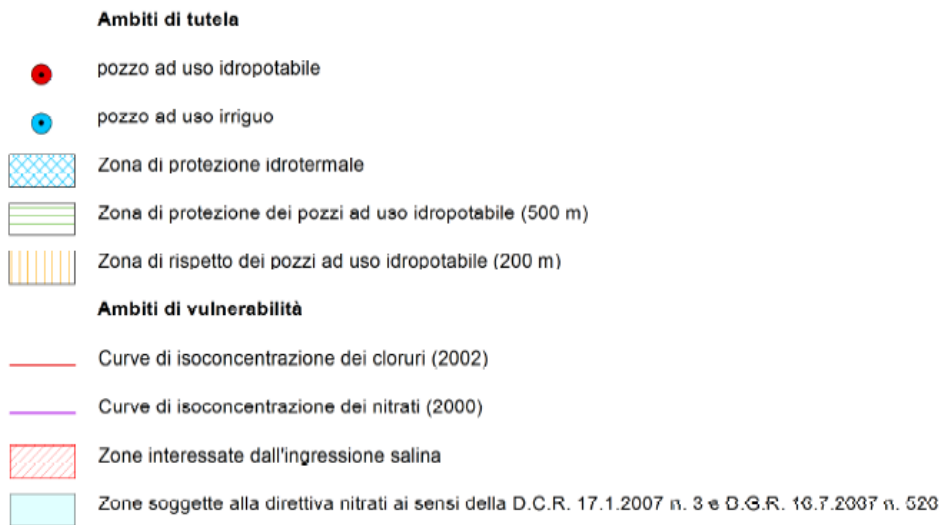 Ambiti di tutela
pozzo ad uso idropotabile
pozzo ad uso irriguo
Zona di protezione idrotermale
Zona di protezione dei pozzi ad uso idropotabile (500 m)
Zona di rispetto dei pozzi ad uso idropotabile (200 m)
Ambiti di vulnerabilità
Curve di isoconcentrazione dei cloruri (2002)
Curve di isoconcentrazione dei nitrati (2000)
Zone interessate dall'ingressione salina
Zone soggette alla direttiva nitrati ai sensi della D.C.R. 17.1.2007 n. 3 e D.G.R. 16.7.2007 n.